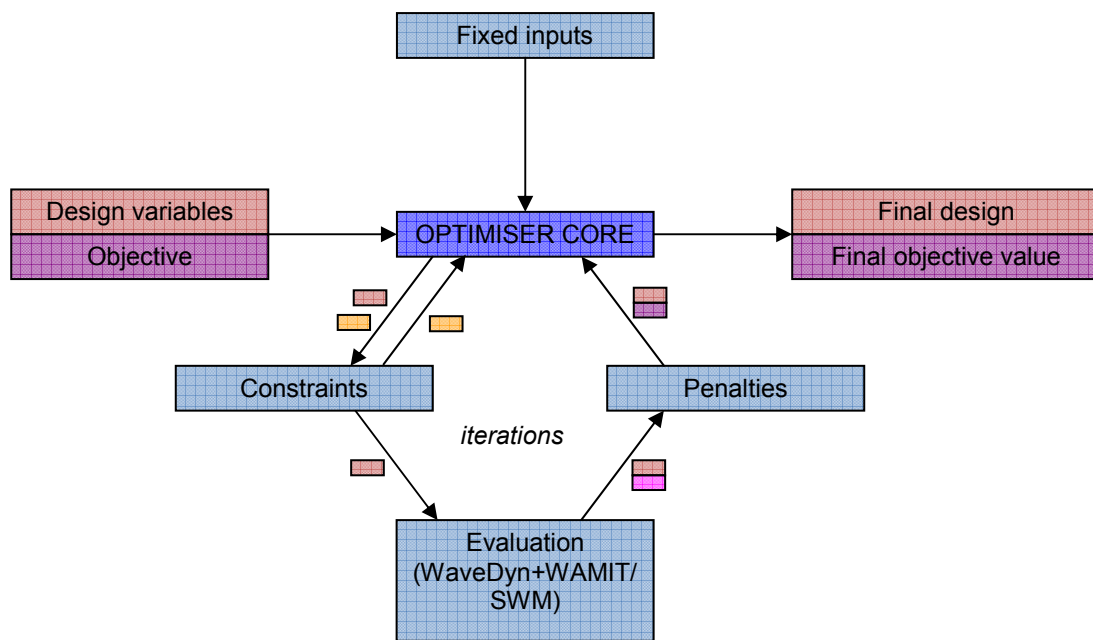 Fixed inputs
Design variables
Objective
OPTIMISER CORE
Final design
Final objective value
Constraints
Penalties
iterations
Evaluation
(WaveDyn+WAMIT/
SWM)